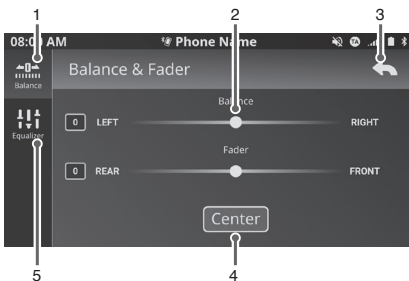 1 2 3
08:00 AM Phone Name TA
Balance & Fader
Balance
Balance
0 LEFT RIGHT
Equalizer
Fader
0 REAR FRONT
Center
5 4